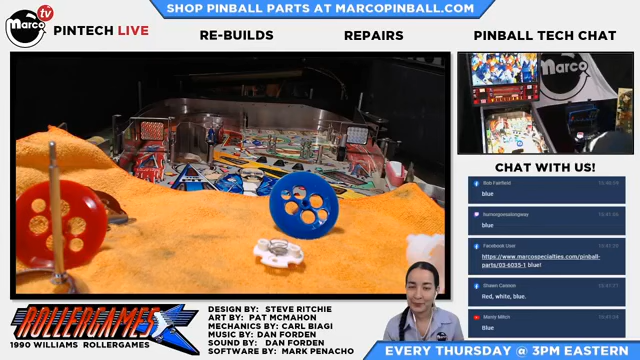 SHOP PINBALL PARTS AT MARCOPINBALL.COM
marco
tv
PINTECH LIVE
RE-BUILDS
REPAIRS
PINBALL TECH CHAT
marco
CHAT WITH US!
Bob Fairfield
blue
blue
Facebook User
https://www.marcospecialties.com/pinball-
parts/03-6035-1 blue!
Red, white, blue.
Blue
ROLLERGAMES
1990 WILLIAMS ROLLERGAMES
DESIGN BY: STEVE RITCHIE
ART BY: PAT MCMAHON
MECHANICS BY: CARL BIAGI
MUSIC BY: DAN FORDEN
SOUND BY: DAN FORDEN
SOFTWARE BY: MARK PENACHO
EVERY THURSDAY @ 3PM EASTERN